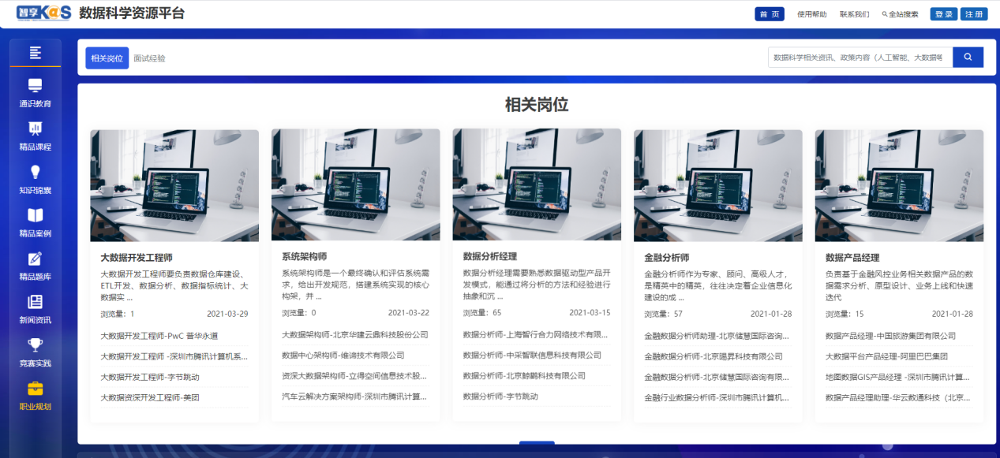 智享KaS 数据科学资源平台
首 页 使用帮助 联系我们 全站搜索 登 录 注 册
相关岗位 面试经验
数据科学相关资讯、政策内容（人工智能、大数据等
通识教育
精品课程
知识锦囊
精品案例
精品题库
新闻资讯
竞赛实践
职业规划
相关岗位
大数据开发工程师
大数据开发工程师要负责数据仓库建设、
ETL开发、数据分析、数据指标统计、大
数据实 ...
浏览量：1 2021-03-29
大数据开发工程师-PwC 普华永道
大数据开发工程师 -深圳市腾讯计算机系...
大数据开发工程师-字节跳动
大数据资深开发工程师-美团
系统架构师
系统架构师是一个最终确认和评估系统需
求，给出开发规范，搭建系统实现的核心
构架，并 ...
浏览量：0 2021-03-22
大数据架构师-北京华建云鼎科技股份公司
数据中心架构师-维谛技术有限公司
资深大数据架构师-立得空间信息技术股...
汽车云解决方案架构师-深圳市腾讯计算...
数据分析经理
数据分析经理需要熟悉数据驱动型产品开
发模式，能通过将分析的方法和经验进行
抽象和沉 ...
浏览量：65 2021-03-15
数据分析师-上海智行合力网络技术有限...
数据分析师-中采智联信息科技有限公司
数据分析师-北京鲸鹳科技有限公司
数据分析师-字节跳动
金融分析师
金融分析师作为专家、顾问、高级人才，
是精英中的精英，往往决定着企业信息化
建设的成 ...
浏览量：57 2021-01-28
金融数据分析师助理-北京储慧国际咨询...
金融数据分析师-北京赐昇科技有限公司
金融数据分析师-北京储慧国际咨询有限...
金融行业数据分析师-深圳市腾讯计算机...
数据产品经理
负责基于金融风控业务相关数据产品的数
据需求分析、原型设计、业务上线和快速
迭代
浏览量：15 2021-01-28
数据产品经理-中国旅游集团有限公司
大数据平台产品经理-阿里巴巴集团
地图数据GIS产品经理 -深圳市腾讯计算...
数据产品经理助理-华云数通科技（北京...